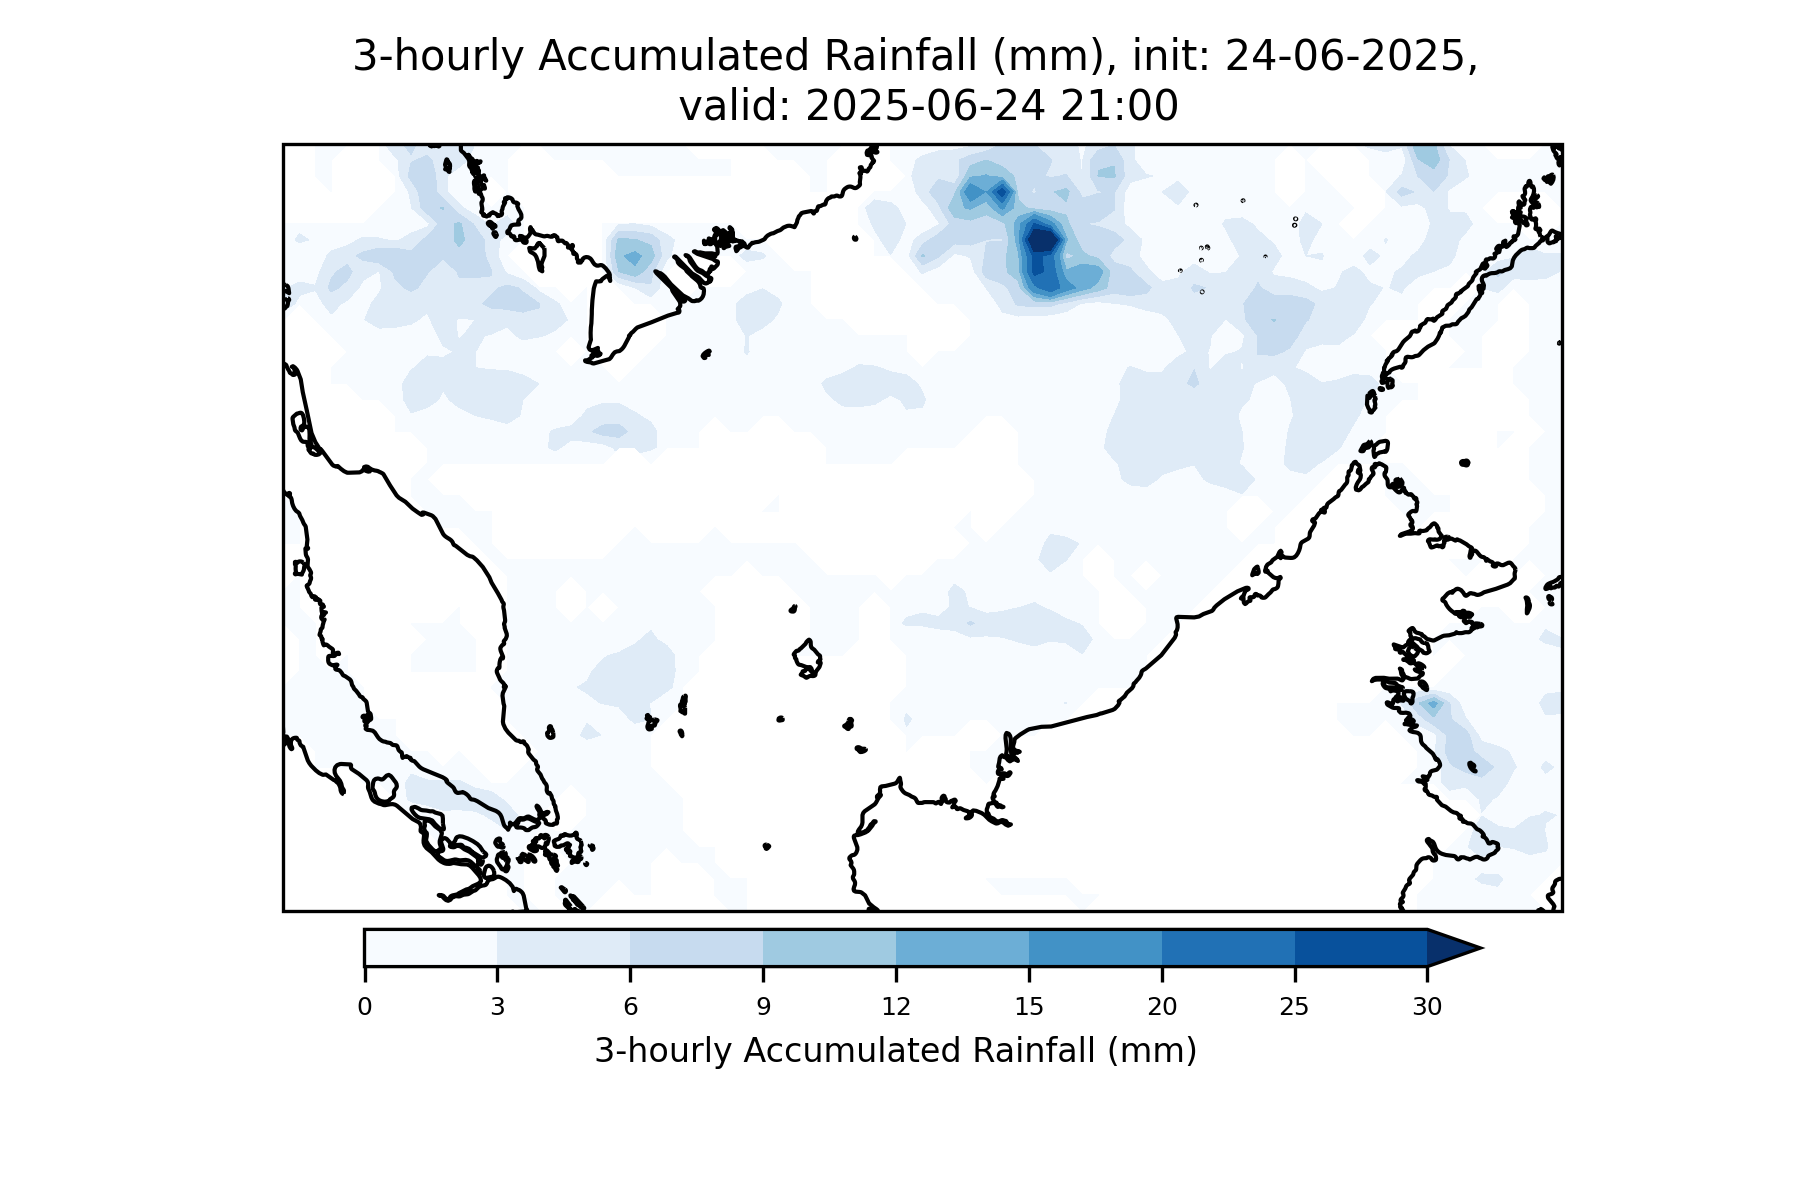 3-hourly Accumulated Rainfall (mm), init: 24-06-2025,
valid: 2025-06-24 21:00
0 3 6 9 12 15 20 25 30
3-hourly Accumulated Rainfall (mm)